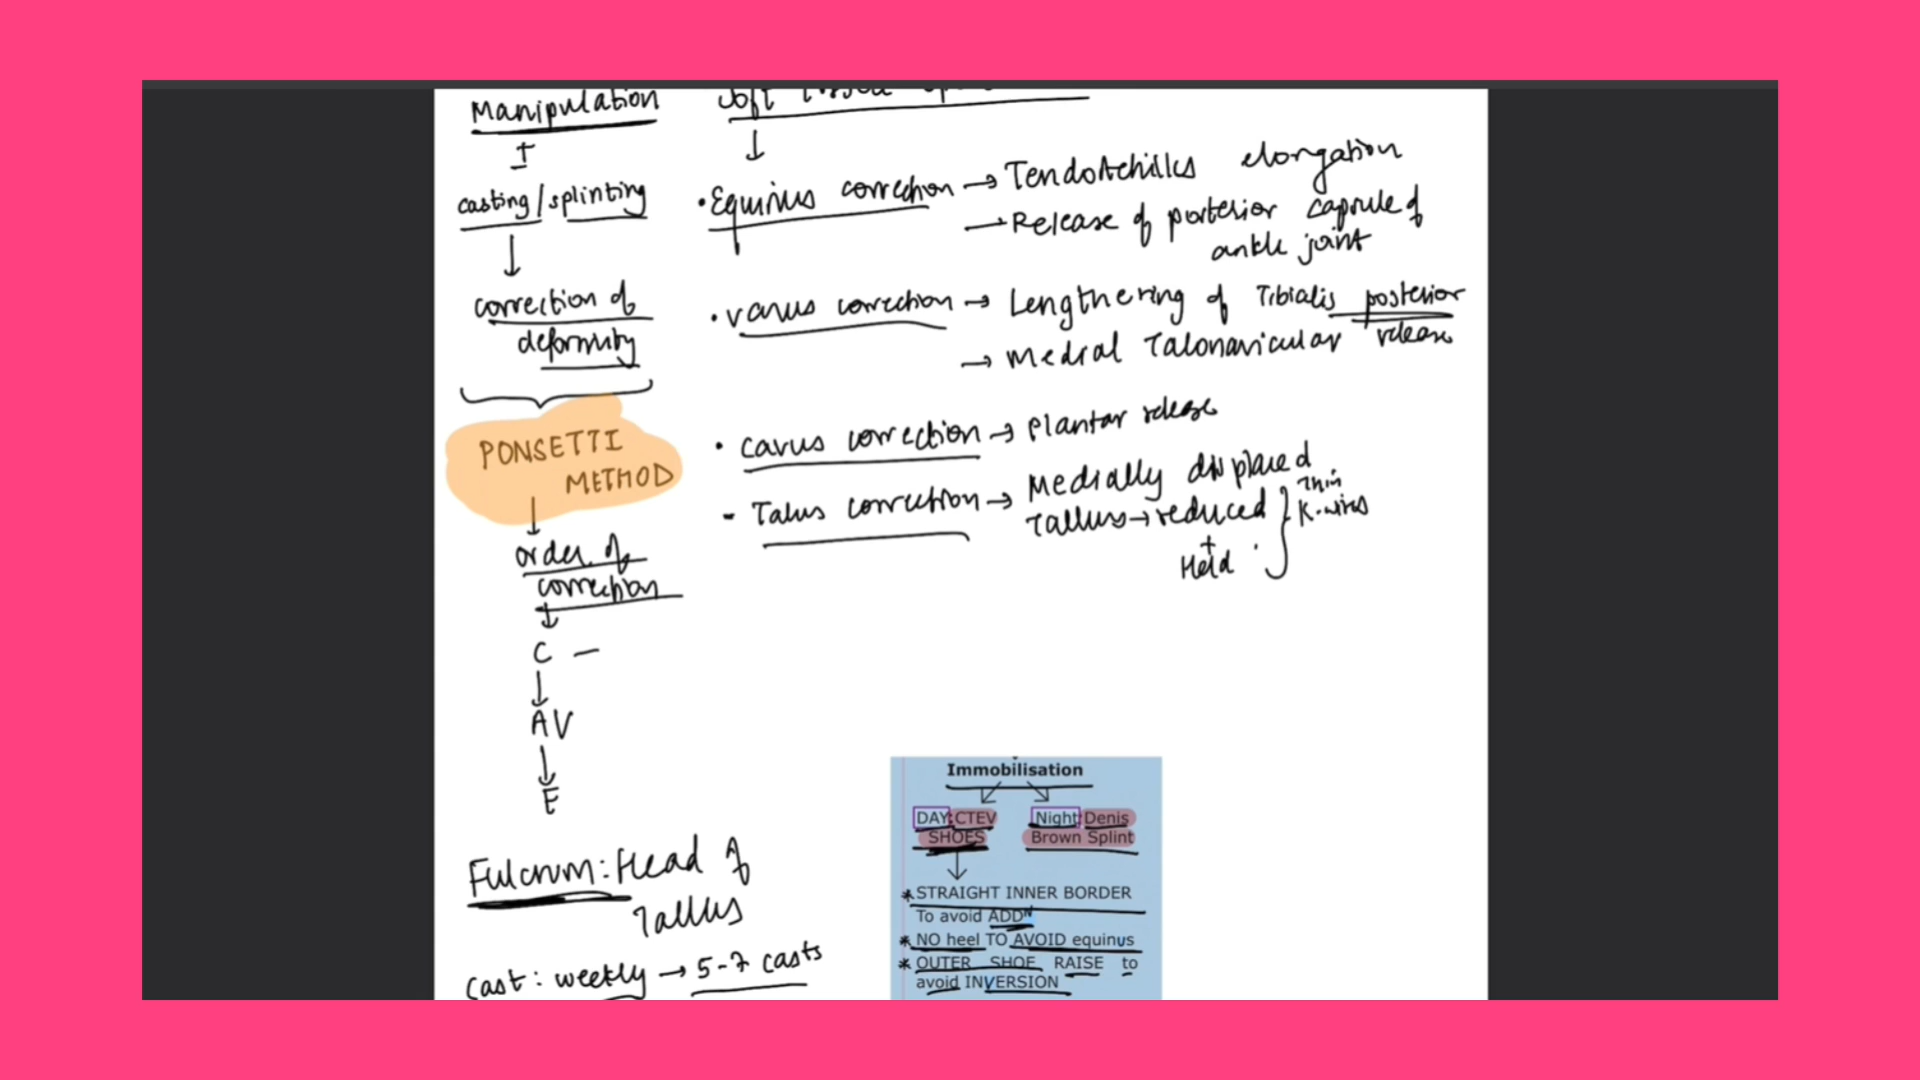 Manipulation
±
casting/splinting
correction of
deformity
PONSETTI
METHOD
order of
correction
C —
AV
E
Fulcrum: Head of
Tallus
Cast: weekly → 5-7 casts
Soft
• Equinus correction → TendoAchilles elongation
→ Release of posterior capsule of
ankle joint
• varus correction → Lengthering of Tibialis posterior
→ Medial Talonavicular release
• cavus correction → plantar release
- Talus correction → Medially displaced
Tallus → reduced
+
Held
Thin
K-wires
Immobilisation
DAY:CTEV
SHOES
Night:Denis
Brown Splint
* STRAIGHT INNER BORDER
To avoid ADDN
* NO heel TO AVOID equinus
* OUTER SHOE RAISE to
avoid INVERSION